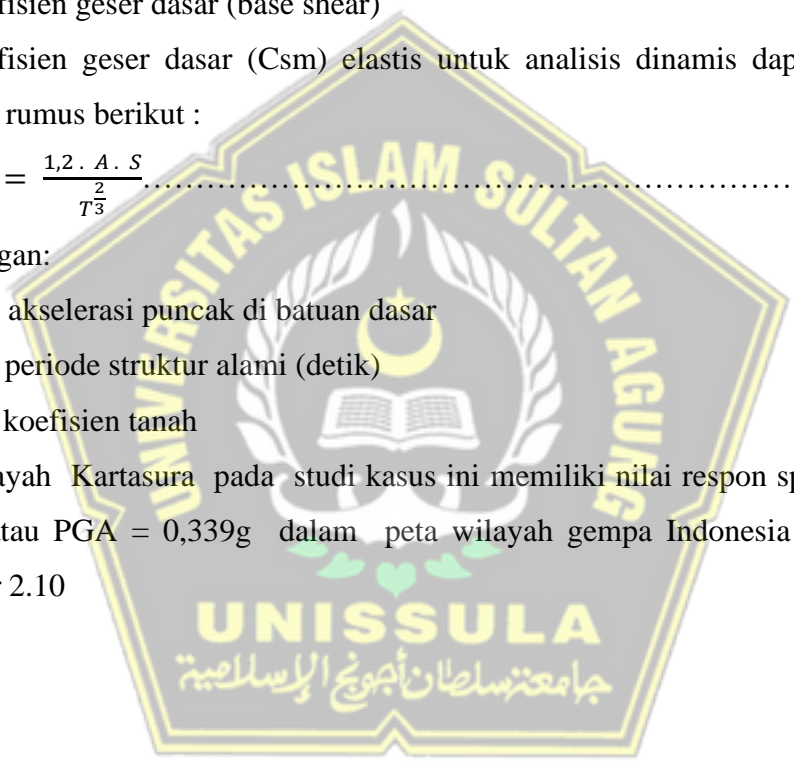 fisien geser dasar (base shear)
fisien geser dasar (Csm) elastis untuk analisis dinamis dap
rumus berikut :
= \frac{1,2 . A . S}{T^{\frac{2}{3}}}……………………………………………………
gan:
akselerasi puncak di batuan dasar
periode struktur alami (detik)
koefisien tanah
ayah Kartasura pada studi kasus ini memiliki nilai respon sp
atau PGA = 0,339g dalam peta wilayah gempa Indonesia
2.10
UNIVERSITAS ISLAM SULTAN AGUNG
UNISSULA
جامعة سلطان أجونج الإسلامية